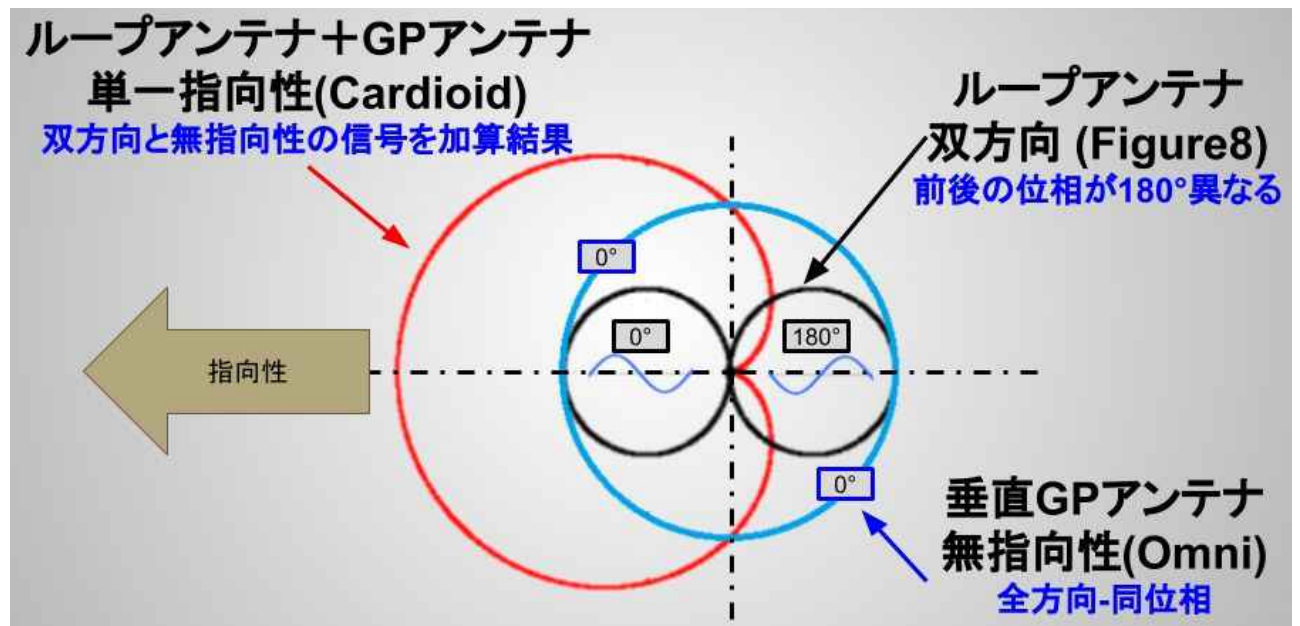 ループアンテナ＋GPアンテナ
単一指向性(Cardioid)
双方向と無指向性の信号を加算結果
ループアンテナ
双方向 (Figure8)
前後の位相が180°異なる
0°
0°
180°
指向性
0°
垂直GPアンテナ
無指向性(Omni)
全方向-同位相